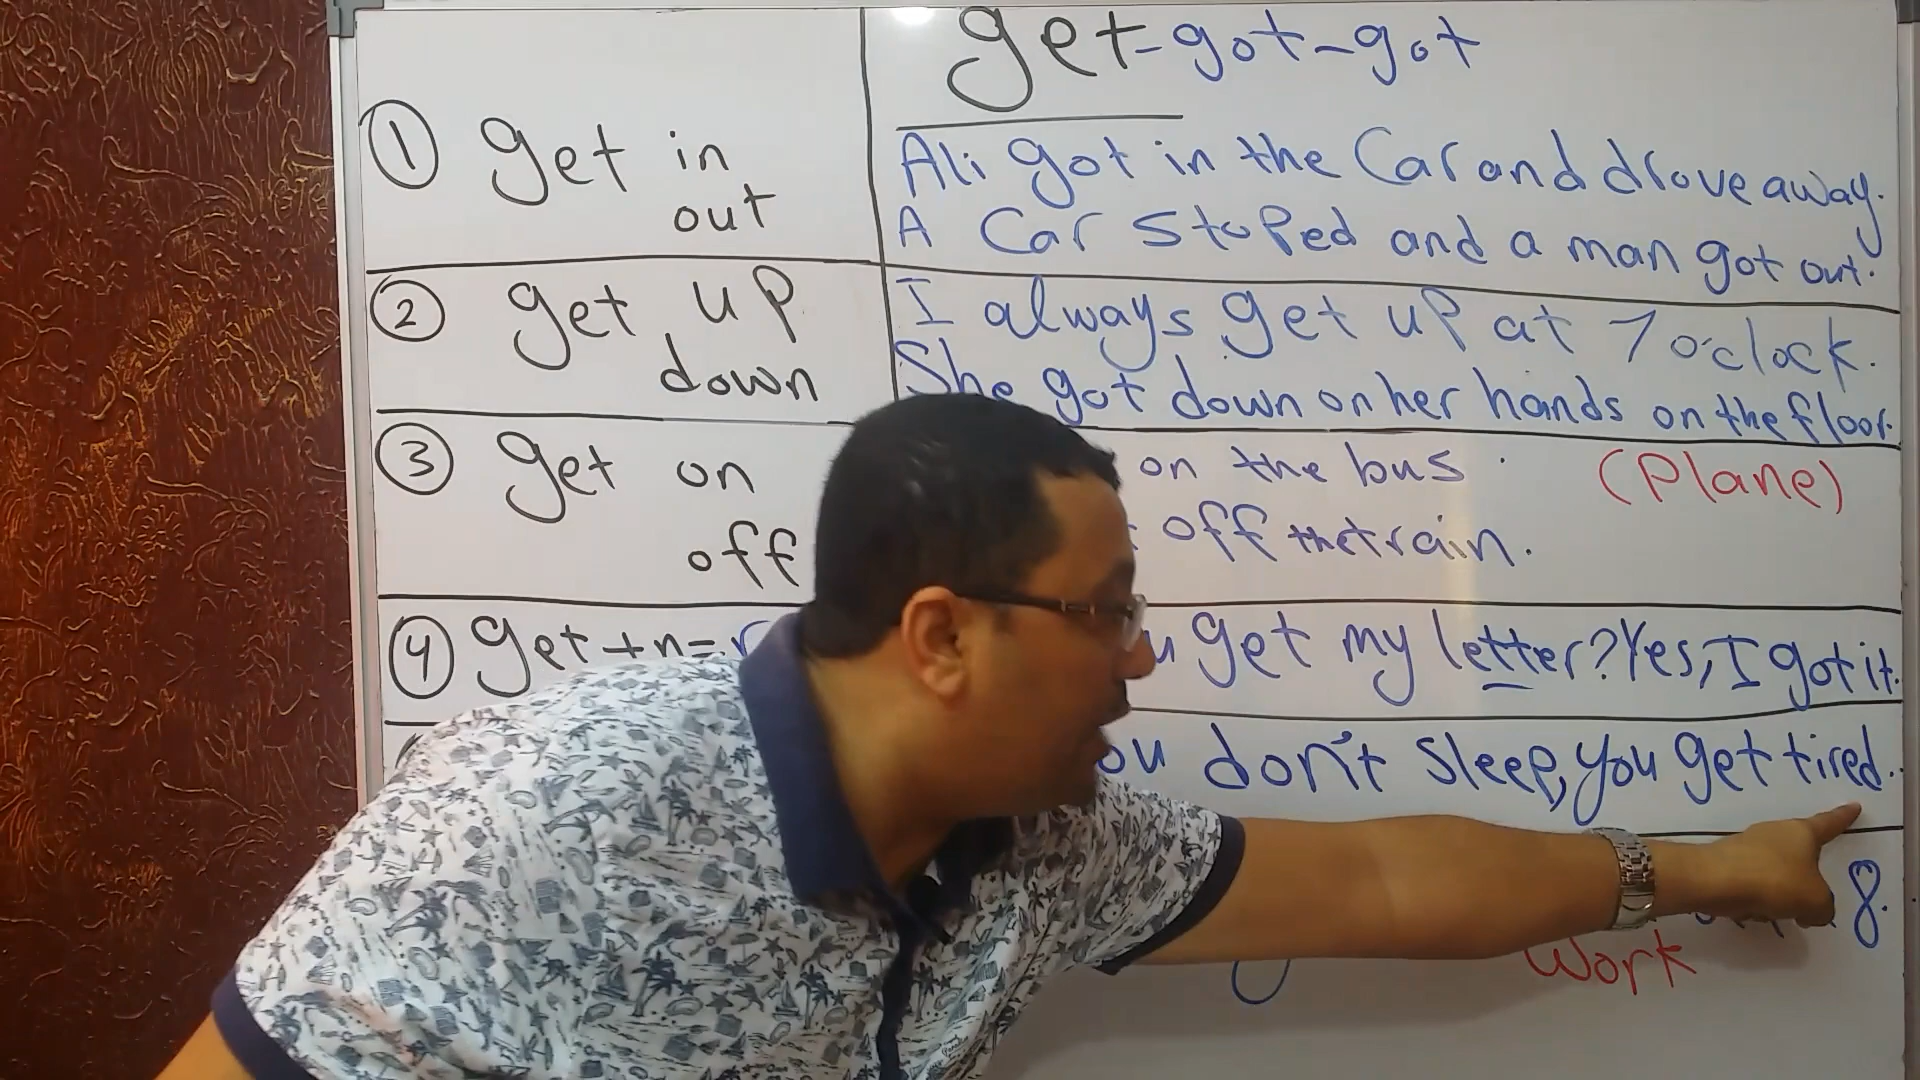 get-got-got
① get in
out
Ali got in the Car and drove away.
A Car stoped and a man got out.
② get up
down
I always get up at 7 o'clock.
She got down on her hands on the floor.
③ get on
off
on the bus. (Plane)
off the train.
④ get+n=
get my letter? Yes, I got it.
don't sleep, you get tired.
8.
work